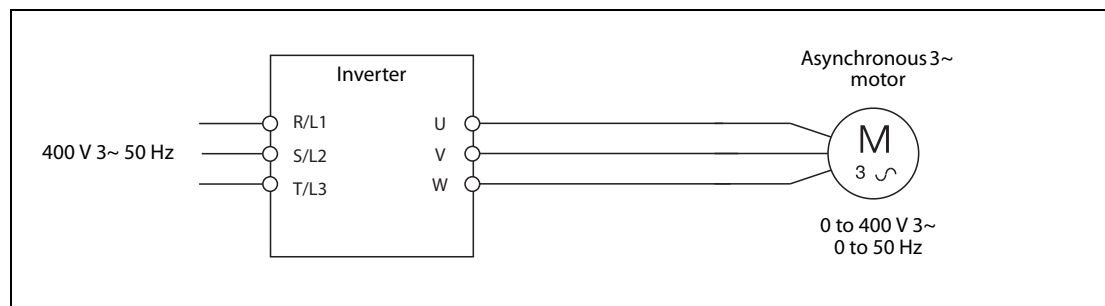 Inverter
Asynchronous 3~
motor
400 V 3~ 50 Hz
R/L1
S/L2
T/L3
U
V
W
M
3 ~
0 to 400 V 3~
0 to 50 Hz